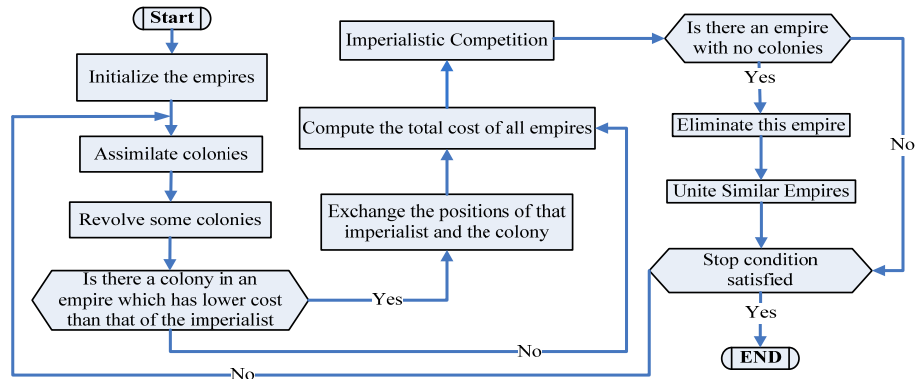 Start
Initialize the empires
Assimilate colonies
Revolve some colonies
Is there a colony in an
empire which has lower cost
than that of the imperialist
Yes
No
Exchange the positions of that
imperialist and the colony
Compute the total cost of all empires
Imperialistic Competition
Is there an empire
with no colonies
Yes
No
Eliminate this empire
Unite Similar Empires
Stop condition
satisfied
Yes
No
END